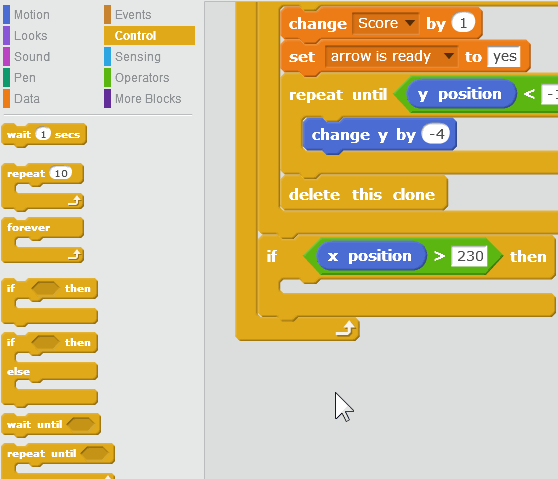 Motion
Events
Looks
Control
Sound
Sensing
Pen
Operators
Data
More Blocks
wait 1 secs
repeat 10
forever
if then
if then
else
wait until
repeat until
change Score by 1
set arrow is ready to yes
repeat until y position <
change y by -4
delete this clone
if x position > 230 then